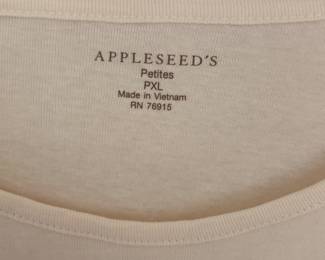 APPLESEED'S
Petites
PXL
Made in Vietnam
RN 76915